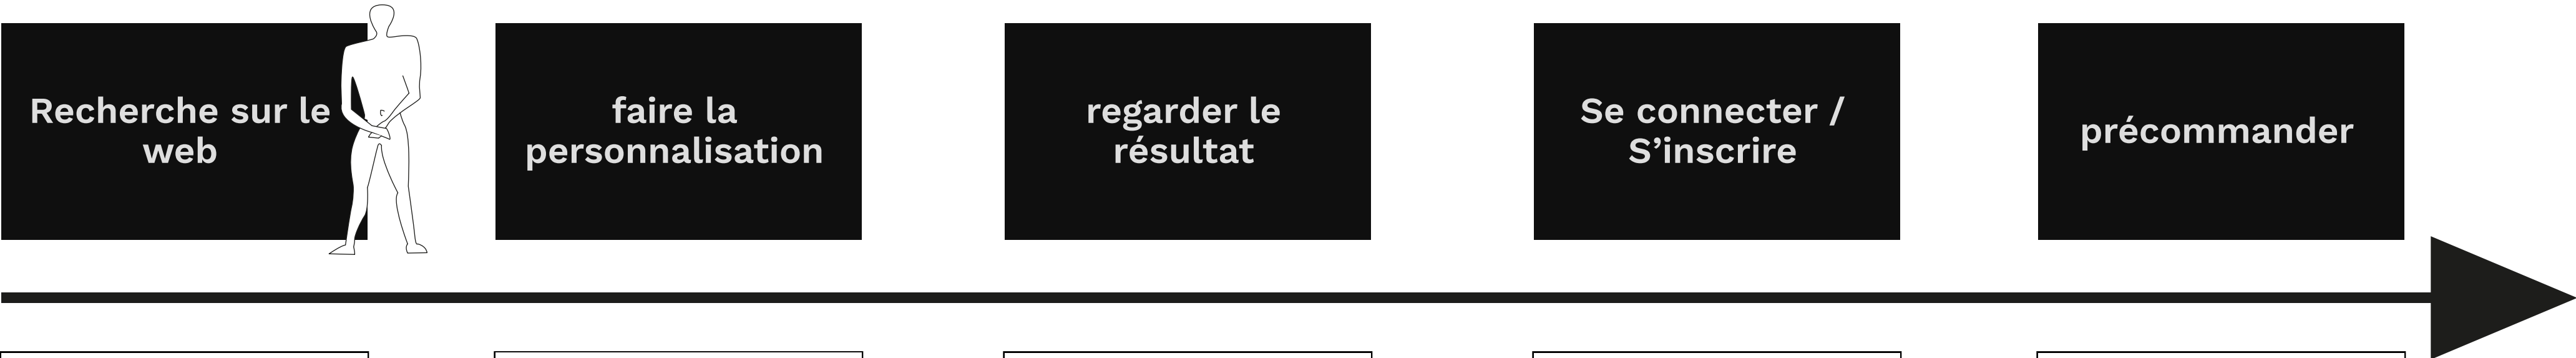 Recherche sur le
web
faire la
personnalisation
regarder le
résultat
Se connecter /
S’inscrire
précommander